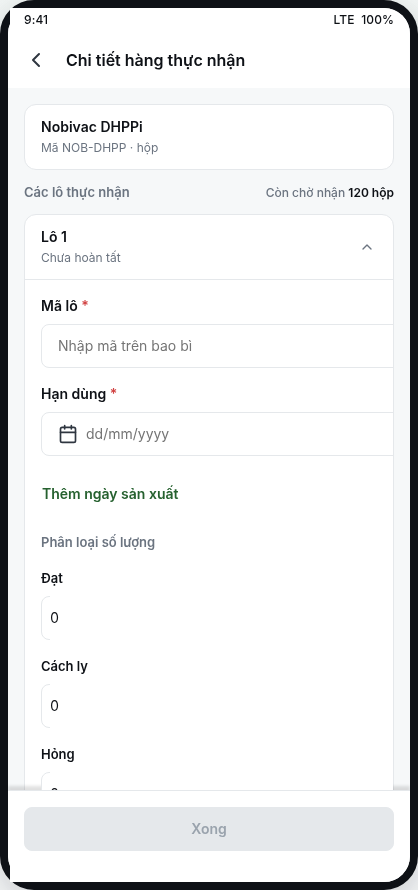 9:41 LTE 100%
Chi tiết hàng thực nhận
Nobivac DHPPi
Mã NOB-DHPP · hộp
Các lô thực nhận Còn chờ nhận 120 hộp
Lô 1
Chưa hoàn tất
Mã lô *
Nhập mã trên bao bì
Hạn dùng *
dd/mm/yyyy
Thêm ngày sản xuất
Phân loại số lượng
Đạt
0
Cách ly
0
Hỏng
Xong